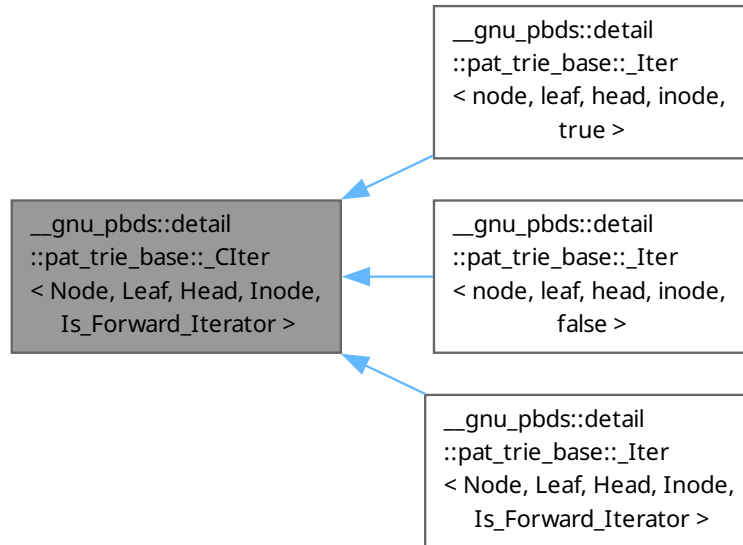 __gnu_pbds::detail
::pat_trie_base::_Iter
< node, leaf, head, inode,
true >
__gnu_pbds::detail
::pat_trie_base::_CIter
< Node, Leaf, Head, Inode,
Is_Forward_Iterator >
__gnu_pbds::detail
::pat_trie_base::_Iter
< node, leaf, head, inode,
false >
__gnu_pbds::detail
::pat_trie_base::_Iter
< Node, Leaf, Head, Inode,
Is_Forward_Iterator >